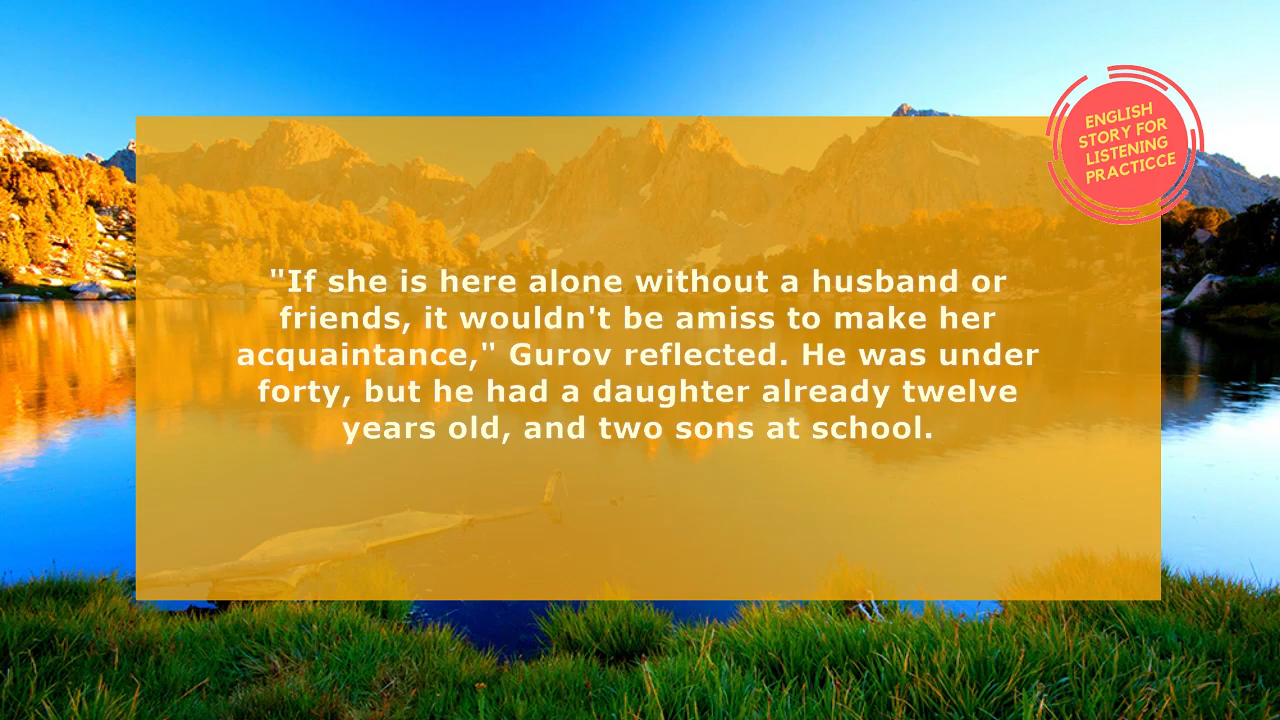 ENGLISH
STORY FOR
LISTENING
PRACTICCE
"If she is here alone without a husband or
friends, it wouldn't be amiss to make her
acquaintance," Gurov reflected. He was under
forty, but he had a daughter already twelve
years old, and two sons at school.